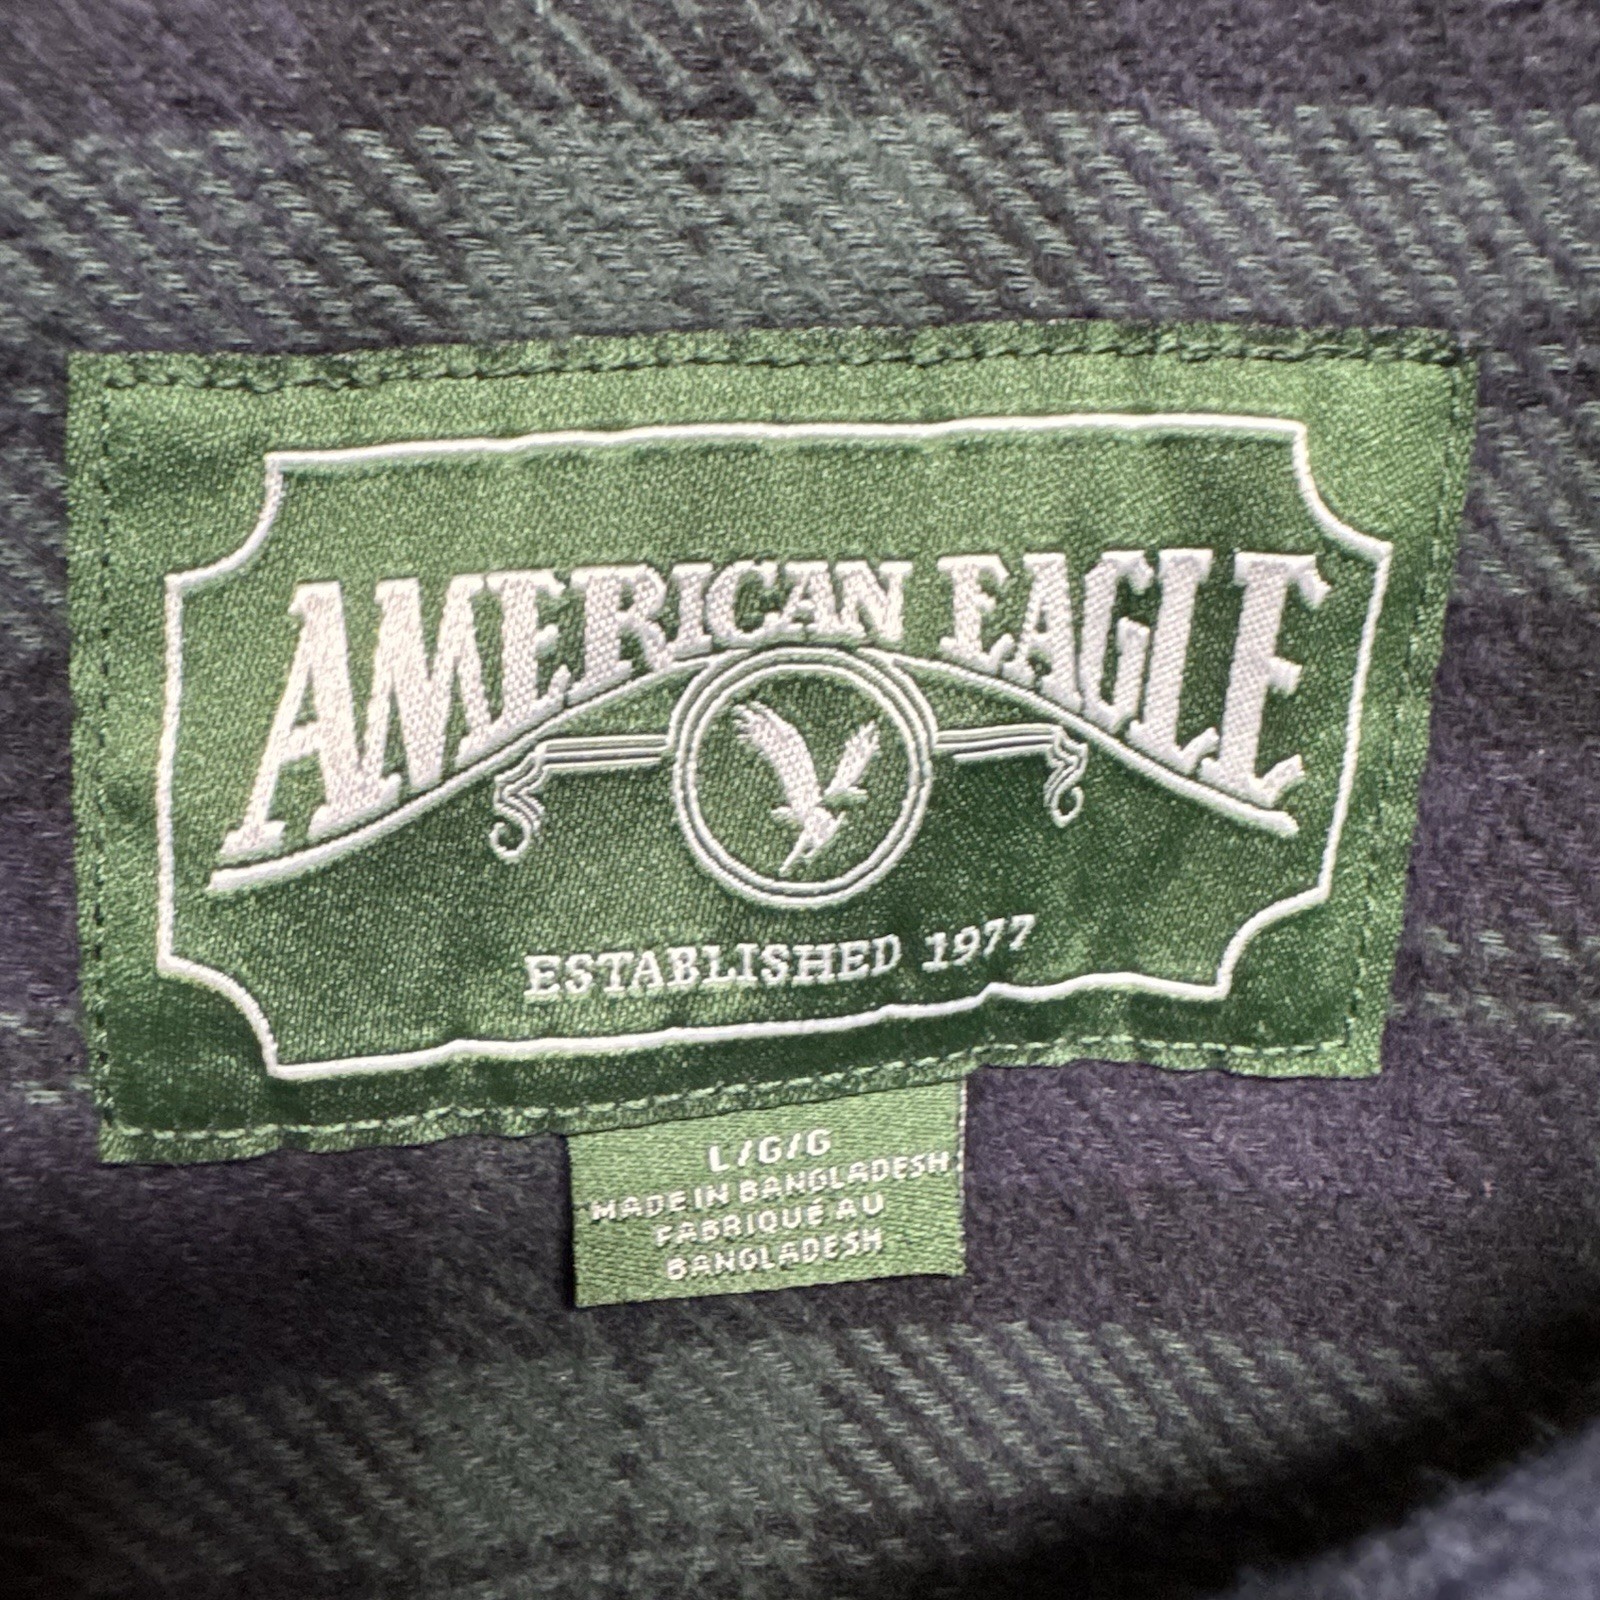 AMERICAN EAGLE
ESTABLISHED 1977
L/G/G
MADE IN BANGLADESH
FABRIQUÉ AU
BANGLADESH